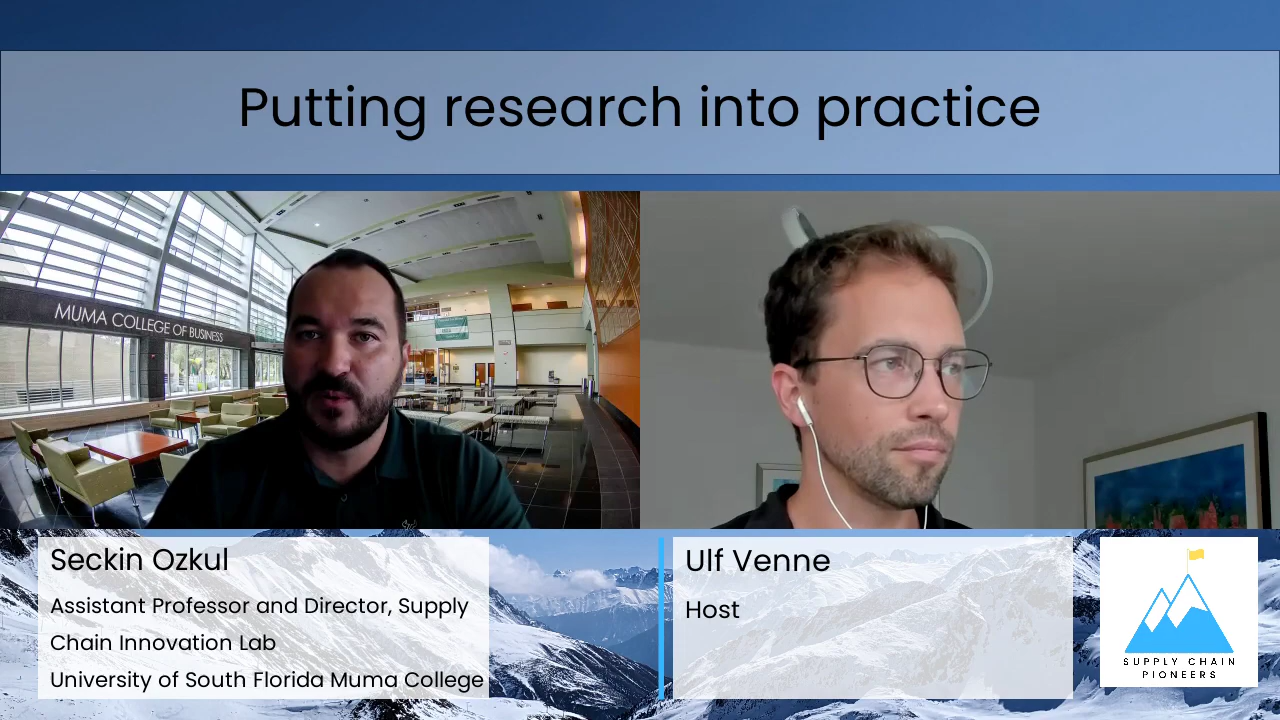 Putting research into practice
MUMA COLLEGE OF BUSINESS
Seckin Ozkul
Assistant Professor and Director, Supply
Chain Innovation Lab
University of South Florida Muma College
Ulf Venne
Host
SUPPLY CHAIN
PIONEERS